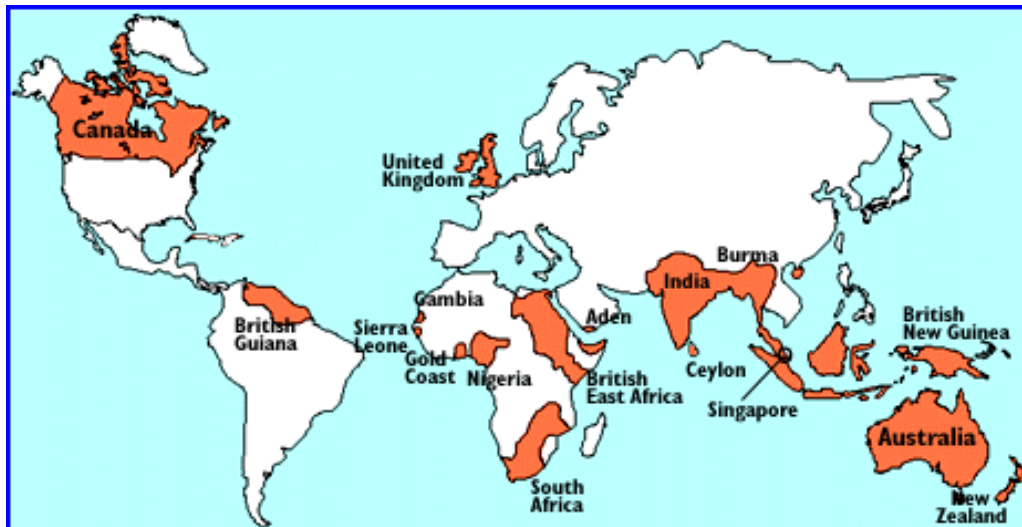 Canada
United
Kingdom
Burma
India
Gambia
Aden
British
New Guinea
British
Guiana
Sierra
Leone
Gold
Coast
Nigeria
British
East Africa
Ceylon
Singapore
Australia
South
Africa
New
Zealand